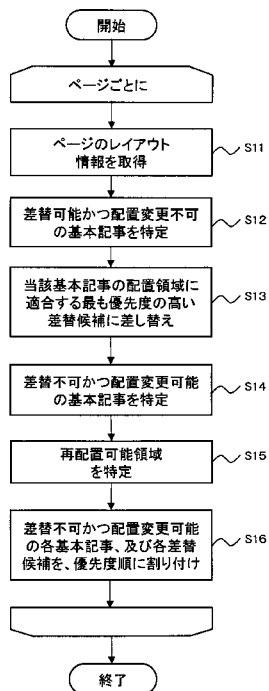 開始
ページごとに
ページのレイアウト
情報を取得
S11
差替可能かつ配置変更不可
の基本記事を特定
S12
当該基本記事の配置領域に
適合する最も優先度の高い
差替候補に差し替え
S13
差替不可かつ配置変更可能
の基本記事を特定
S14
再配置可能領域
を特定
S15
差替不可かつ配置変更可能
の各基本記事、及び各差替
候補を、優先度順に割り付け
S16
終了